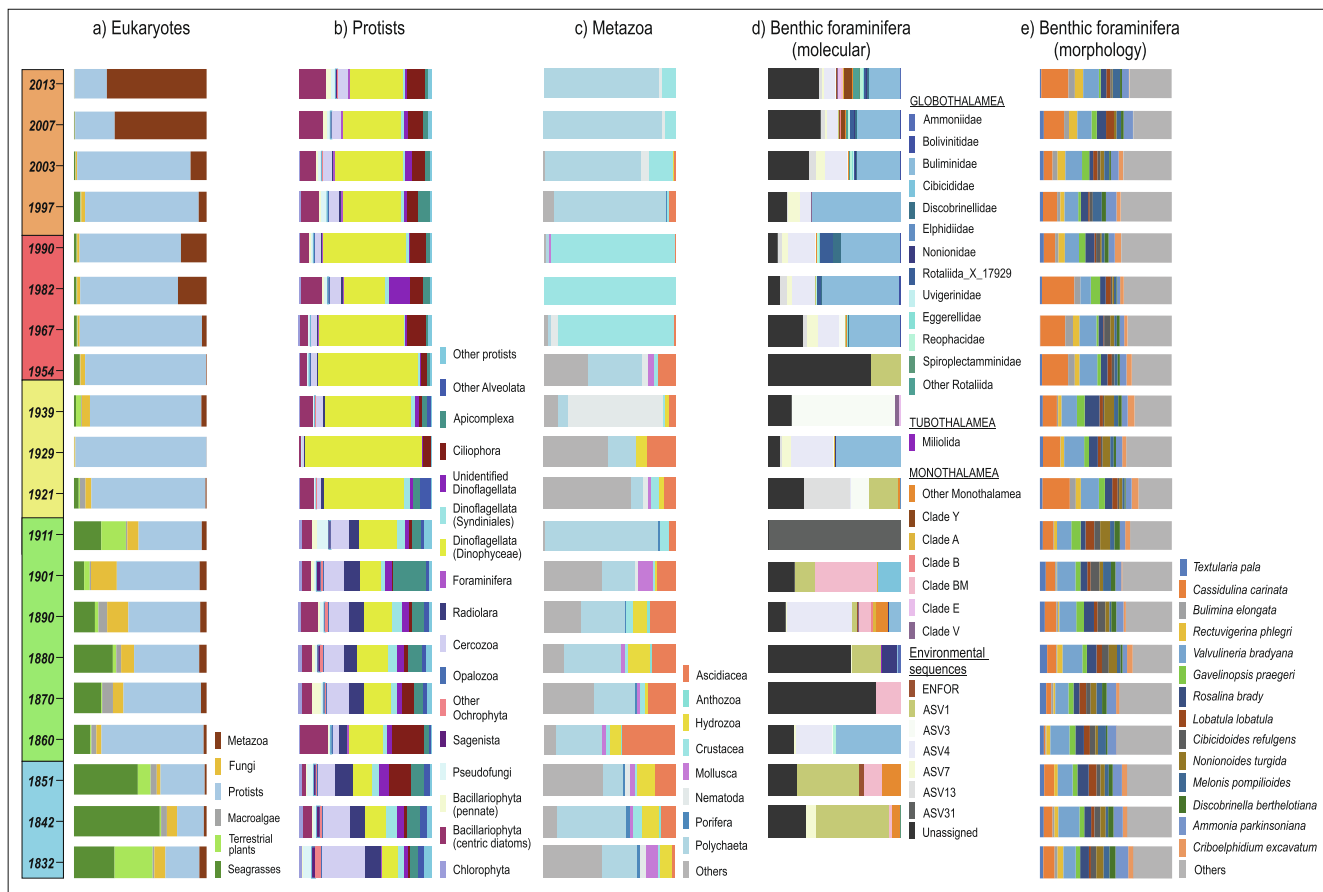 a) Eukaryotes
b) Protists
c) Metazoa
d) Benthic foraminifera
(molecular)
e) Benthic foraminifera
(morphology)
2013
2007
2003
1997
1990
1982
1967
1954
1939
1929
1921
1911
1901
1890
1880
1870
1860
1851
1842
1832
Metazoa
Fungi
Protists
Macroalgae
Terrestrial
plants
Seagrasses
Other protists
Other Alveolata
Apicomplexa
Ciliophora
Unidentified
Dinoflagellata
Dinoflagellata
(Syndiniales)
Dinoflagellata
(Dinophyceae)
Foraminifera
Radiolara
Cercozoa
Opalozoa
Other
Ochrophyta
Sagenista
Pseudofungi
Bacillariophyta
(pennate)
Bacillariophyta
(centric diatoms)
Chlorophyta
Ascidiacea
Anthozoa
Hydrozoa
Crustacea
Mollusca
Nematoda
Porifera
Polychaeta
Others
GLOBOTHALAMEA
Ammoniidae
Bolivinitidae
Buliminidae
Cibicididae
Discobrinellidae
Elphidiidae
Nonionidae
Rotaliida_X_17929
Uvigerinidae
Eggerellidae
Reophacidae
Spiroplectamminidae
Other Rotaliida
TUBOTHALAMEA
Miliolida
MONOTHALAMEA
Other Monothalamea
Clade Y
Clade A
Clade B
Clade BM
Clade E
Clade V
Environmental
sequences
ENFOR
ASV1
ASV3
ASV4
ASV7
ASV13
ASV31
Unassigned
Textularia pala
Cassidulina carinata
Bulimina elongata
Rectuvigerina phlegri
Valvulineria bradyana
Gavelinopsis praegeri
Rosalina brady
Lobatula lobatula
Cibicidoides refulgens
Nonionoides turgida
Melonis pompilioides
Discobrinella berthelotiana
Ammonia parkinsoniana
Criboelphidium excavatum
Others